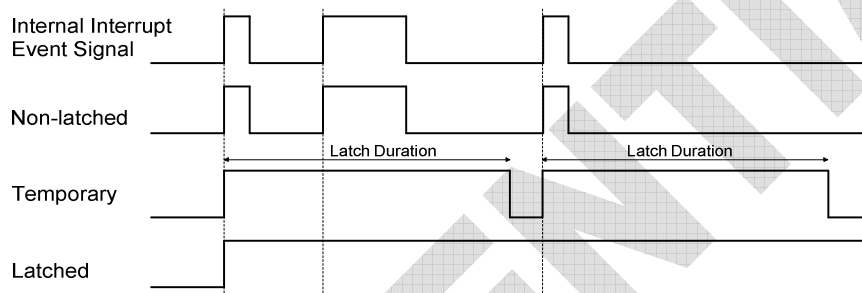 Internal Interrupt
Event Signal
Non-latched
Latch Duration
Latch Duration
Temporary
Latched